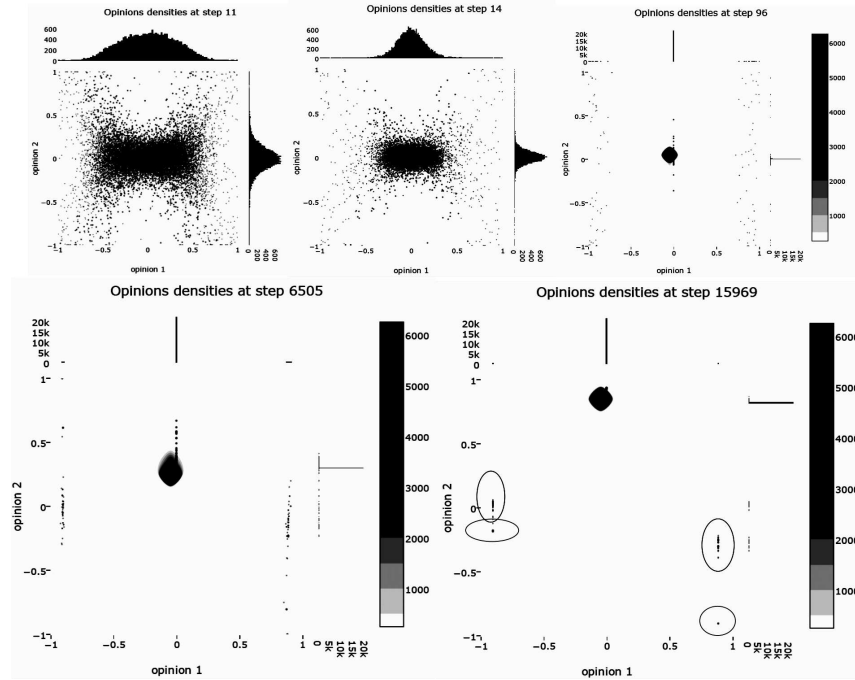 Opinions densities at step 11
600
400
200
0
1
0.5
0
−0.5
−1
opinion 2
−1
−0.5
0
0.5
1
opinion 1
0
200
400
600
Opinions densities at step 14
600
400
200
0
1
0.5
0
−0.5
−1
opinion 2
−1
−0.5
0
0.5
1
opinion 1
0
200
400
600
Opinions densities at step 96
20k
15k
10k
5k
0
1
0.5
0
−0.5
−1
opinion 2
−1
−0.5
0
0.5
1
opinion 1
0
5k
10k
15k
20k
6000
5000
4000
3000
2000
1000
Opinions densities at step 6505
20k
15k
10k
5k
0
1
0.5
0
−0.5
−1
opinion 2
−1
−0.5
0
0.5
1
opinion 1
0
5k
10k
15k
20k
6000
5000
4000
3000
2000
1000
Opinions densities at step 15969
20k
15k
10k
5k
0
1
0.5
0
−0.5
−1
opinion 2
−1
−0.5
0
0.5
1
opinion 1
0
5k
10k
15k
20k
6000
5000
4000
3000
2000
1000